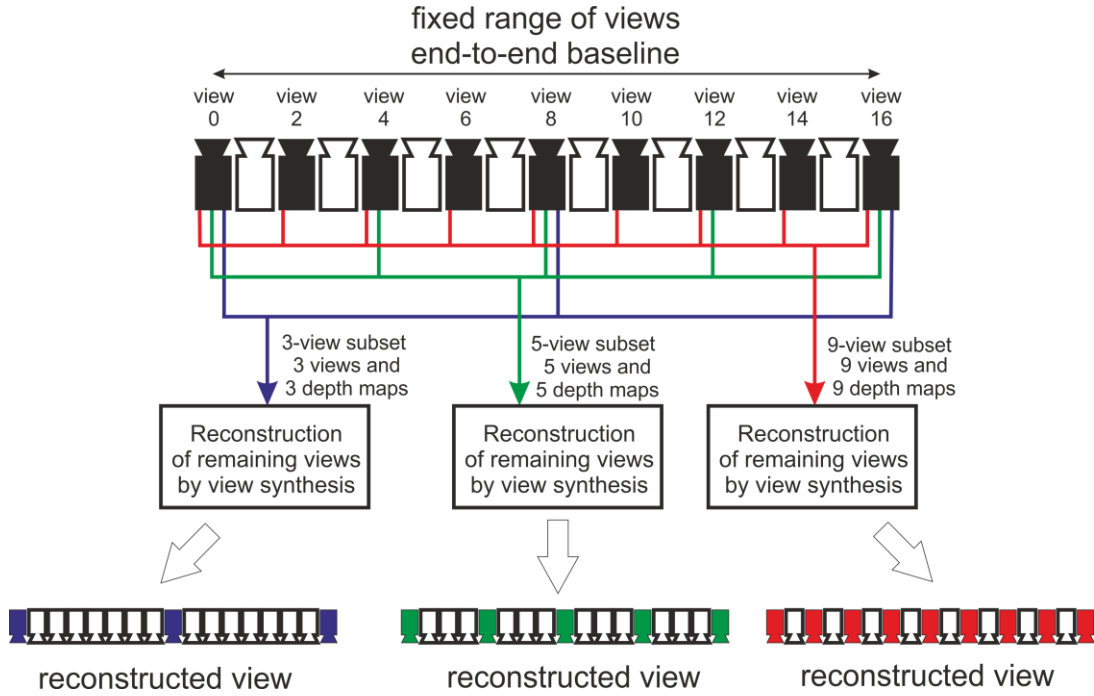 fixed range of views
end-to-end baseline
view view view view view view view view view
0 2 4 6 8 10 12 14 16
3-view subset
3 views and
3 depth maps
5-view subset
5 views and
5 depth maps
9-view subset
9 views and
9 depth maps
Reconstruction
of remaining views
by view synthesis
Reconstruction
of remaining views
by view synthesis
Reconstruction
of remaining views
by view synthesis
reconstructed view
reconstructed view
reconstructed view